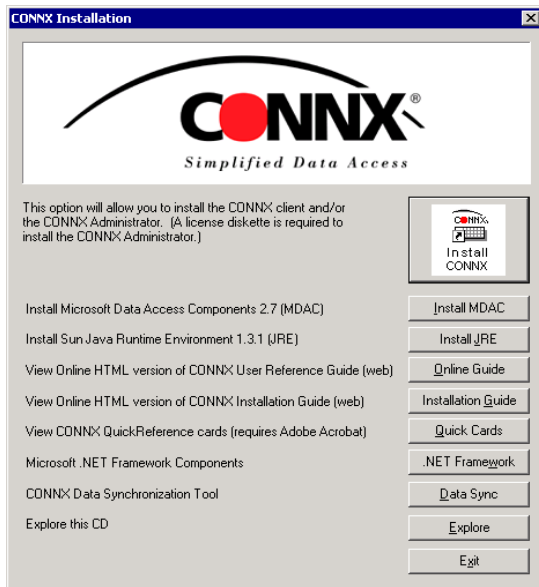 CONNX Installation
CONNX®
Simplified Data Access
This option will allow you to install the CONNX client and/or
the CONNX Administrator. (A license diskette is required to
install the CONNX Administrator.)
CONNX
Install
CONNX
Install Microsoft Data Access Components 2.7 (MDAC)
Install MDAC
Install Sun Java Runtime Environment 1.3.1 (JRE)
Install JRE
View Online HTML version of CONNX User Reference Guide (web)
Online Guide
View Online HTML version of CONNX Installation Guide (web)
Installation Guide
View CONNX QuickReference cards (requires Adobe Acrobat)
Quick Cards
Microsoft .NET Framework Components
.NET Framework
CONNX Data Synchronization Tool
Data Sync
Explore this CD
Explore
Exit